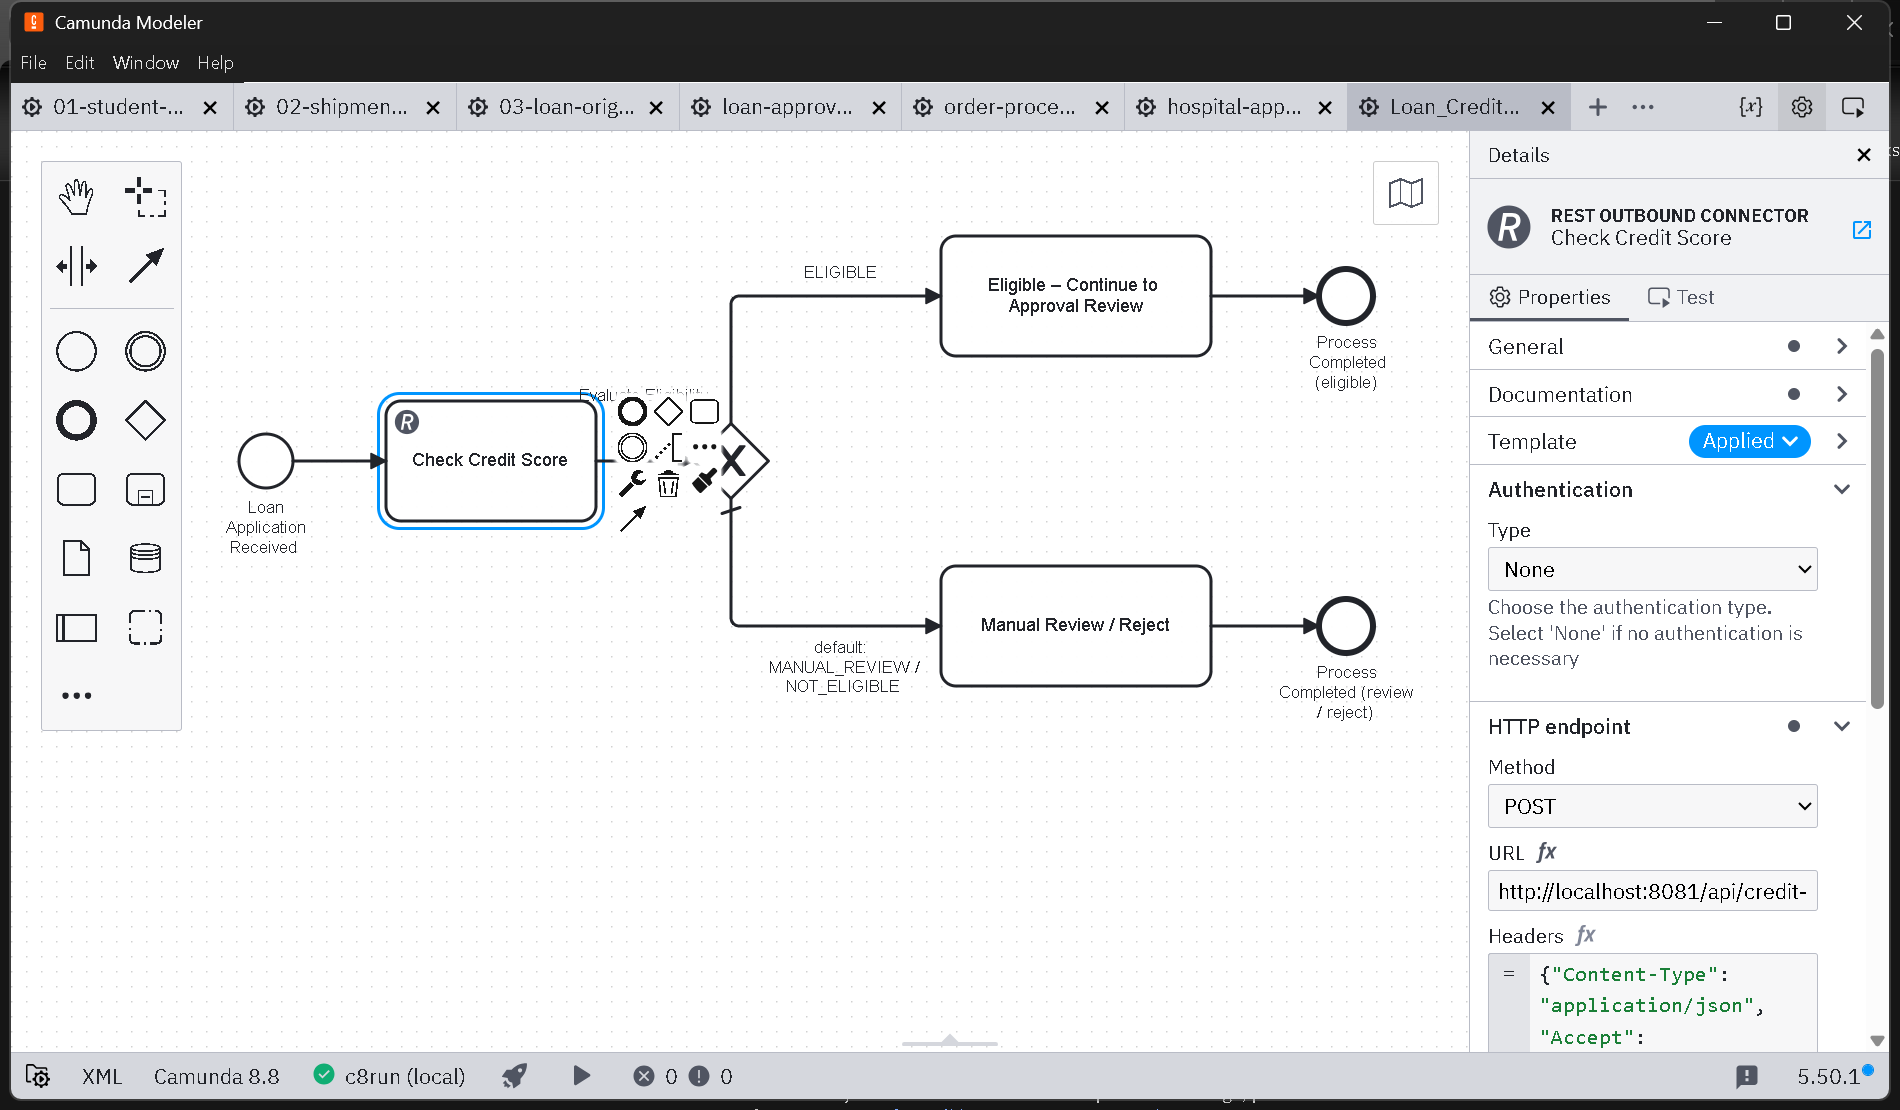 Camunda Modeler
File Edit Window Help
01-student-... 02-shipmen... 03-loan-orig... loan-approv... order-proce... hospital-app... Loan_Credit...
Details
REST OUTBOUND CONNECTOR
Check Credit Score
Properties Test
General
Documentation
Template Applied
Authentication
Type
None
Choose the authentication type.
Select 'None' if no authentication is
necessary
HTTP endpoint
Method
POST
URL fx
http://localhost:8081/api/credit-
Headers fx
= {"Content-Type":
"application/json",
"Accept":
Loan
Application
Received
R
Check Credit Score
Evaluate Eligibility
ELIGIBLE
Eligible – Continue to
Approval Review
Process
Completed
(eligible)
default:
MANUAL_REVIEW /
NOT_ELIGIBLE
Manual Review / Reject
Process
Completed (review
/ reject)
XML Camunda 8.8 c8run (local) 0 0 5.50.1